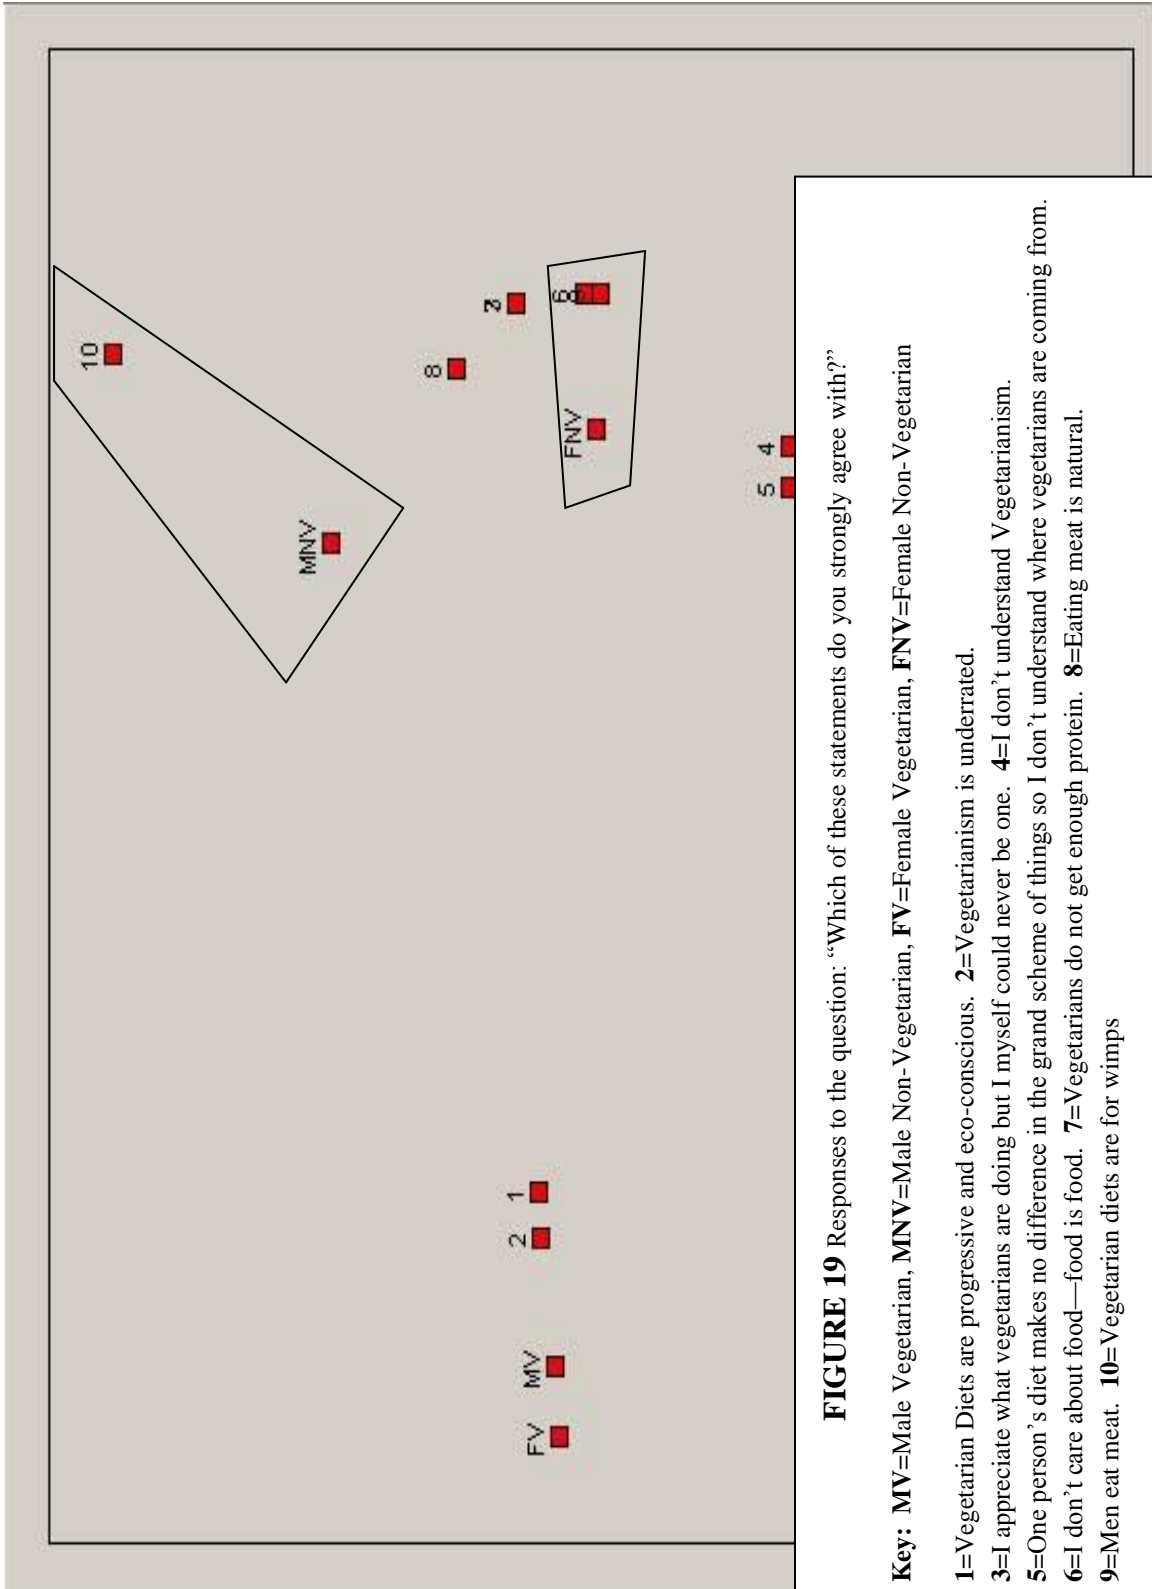 10
MNV
8
2 1
FV MV
FNV 6
5 4
FIGURE 19 Responses to the question: “Which of these statements do you strongly agree with?”
Key: MV=Male Vegetarian, MNV=Male Non-Vegetarian, FV=Female Vegetarian, FNV=Female Non-Vegetarian
1=Vegetarian Diets are progressive and eco-conscious. 2=Vegetarianism is underrated.
3=I appreciate what vegetarians are doing but I myself could never be one. 4=I don’t understand Vegetarianism.
5=One person’s diet makes no difference in the grand scheme of things so I don’t understand where vegetarians are coming from.
6=I don’t care about food—food is food. 7=Vegetarians do not get enough protein. 8=Eating meat is natural.
9=Men eat meat. 10=Vegetarian diets are for wimps